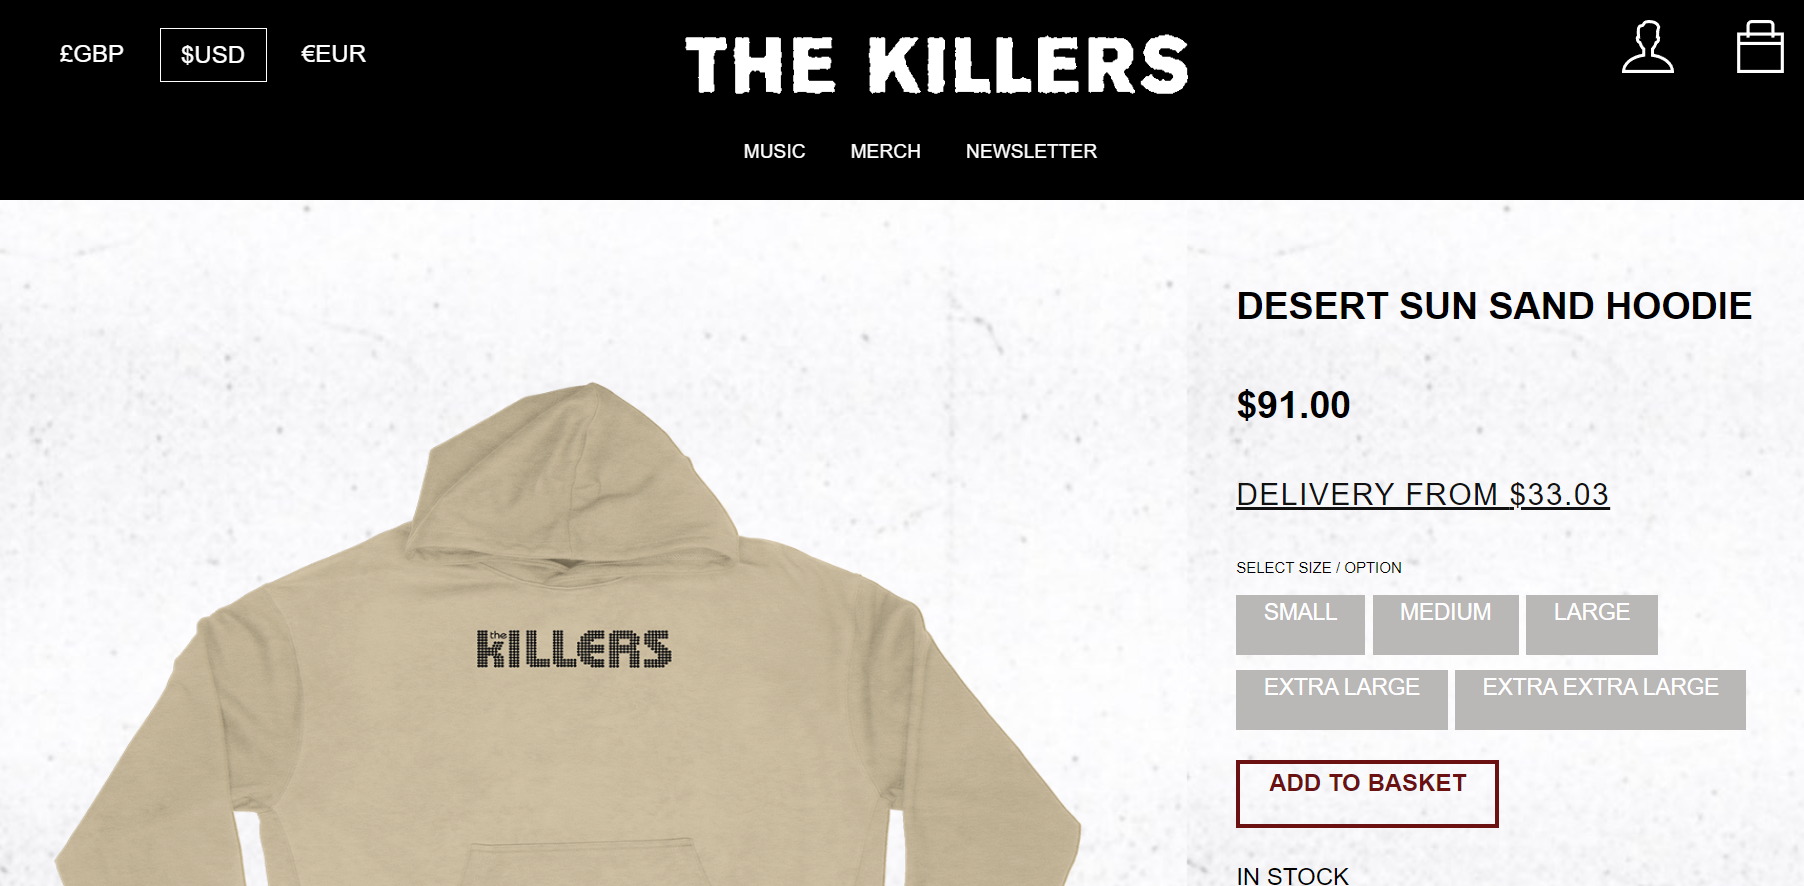 £GBP $USD €EUR
THE KILLERS
MUSIC MERCH NEWSLETTER
the KILLERS
DESERT SUN SAND HOODIE
$91.00
DELIVERY FROM $33.03
SELECT SIZE / OPTION
SMALL MEDIUM LARGE
EXTRA LARGE EXTRA EXTRA LARGE
ADD TO BASKET
IN STOCK